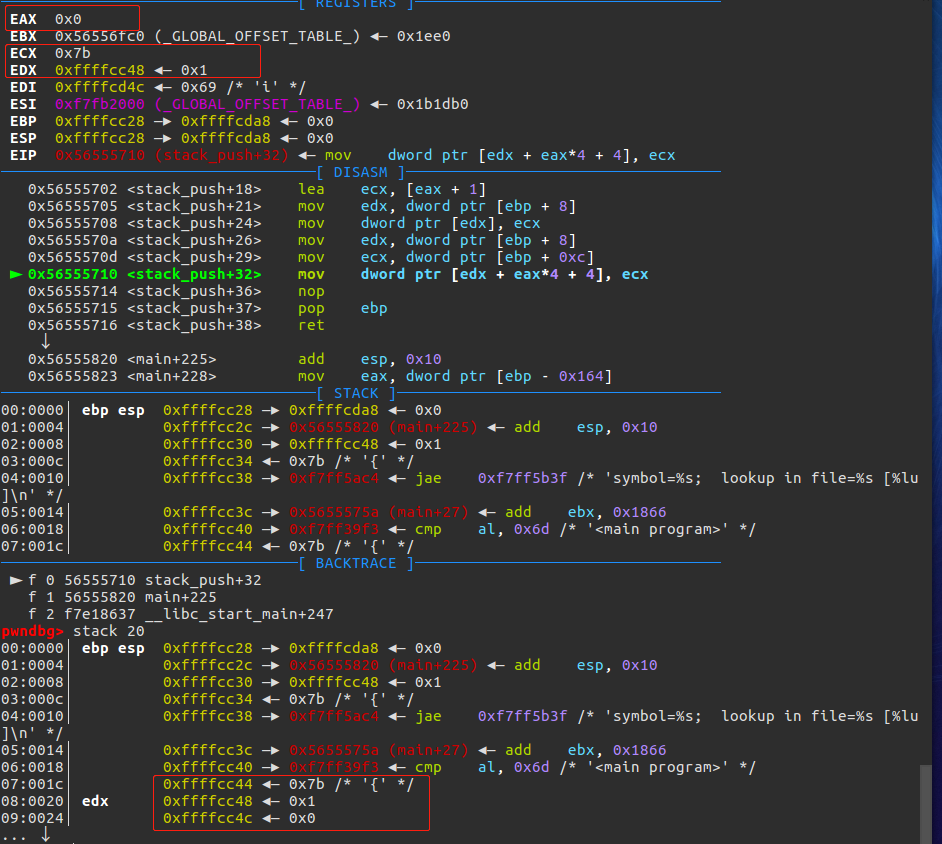 [ REGISTERS ]
EAX  0x0
EBX  0x56556fc0 (_GLOBAL_OFFSET_TABLE_) ◂— 0x1ee0
ECX  0x7b
EDX  0xffffcc48 ◂— 0x1
EDI  0xffffcd4c ◂— 0x69 /* 'i' */
ESI  0xf7fb2000 (_GLOBAL_OFFSET_TABLE_) ◂— 0x1b1db0
EBP  0xffffcc28 —▸ 0xffffcda8 ◂— 0x0
ESP  0xffffcc28 —▸ 0xffffcda8 ◂— 0x0
EIP  0x56555710 (stack_push+32) ◂— mov    dword ptr [edx + eax*4 + 4], ecx
[ DISASM ]
0x56555702 <stack_push+18>    lea    ecx, [eax + 1]
0x56555705 <stack_push+21>    mov    edx, dword ptr [ebp + 8]
0x56555708 <stack_push+24>    mov    dword ptr [edx], ecx
0x5655570a <stack_push+26>    mov    edx, dword ptr [ebp + 8]
0x5655570d <stack_push+29>    mov    ecx, dword ptr [ebp + 0xc]
► 0x56555710 <stack_push+32>    mov    dword ptr [edx + eax*4 + 4], ecx
0x56555714 <stack_push+36>    nop
0x56555715 <stack_push+37>    pop    ebp
0x56555716 <stack_push+38>    ret
↓
0x56555820 <main+225>         add    esp, 0x10
0x56555823 <main+228>         mov    eax, dword ptr [ebp - 0x164]
[ STACK ]
00:0000│ ebp esp  0xffffcc28 —▸ 0xffffcda8 ◂— 0x0
01:0004│          0xffffcc2c —▸ 0x56555820 (main+225) ◂— add    esp, 0x10
02:0008│          0xffffcc30 —▸ 0xffffcc48 ◂— 0x1
03:000c│          0xffffcc34 ◂— 0x7b /* '{' */
04:0010│          0xffffcc38 —▸ 0xf7ff5ac4 ◂— jae    0xf7ff5b3f /* 'symbol=%s;  lookup in file=%s [%lu
]\n' */
05:0014│          0xffffcc3c —▸ 0x5655575a (main+27) ◂— add    ebx, 0x1866
06:0018│          0xffffcc40 —▸ 0xf7ff39f3 ◂— cmp    al, 0x6d /* '<main program>' */
07:001c│          0xffffcc44 ◂— 0x7b /* '{' */
[ BACKTRACE ]
► f 0 56555710 stack_push+32
f 1 56555820 main+225
f 2 f7e18637 __libc_start_main+247
pwndbg> stack 20
00:0000│ ebp esp  0xffffcc28 —▸ 0xffffcda8 ◂— 0x0
01:0004│          0xffffcc2c —▸ 0x56555820 (main+225) ◂— add    esp, 0x10
02:0008│          0xffffcc30 —▸ 0xffffcc48 ◂— 0x1
03:000c│          0xffffcc34 ◂— 0x7b /* '{' */
04:0010│          0xffffcc38 —▸ 0xf7ff5ac4 ◂— jae    0xf7ff5b3f /* 'symbol=%s;  lookup in file=%s [%lu
]\n' */
05:0014│          0xffffcc3c —▸ 0x5655575a (main+27) ◂— add    ebx, 0x1866
06:0018│          0xffffcc40 —▸ 0xf7ff39f3 ◂— cmp    al, 0x6d /* '<main program>' */
07:001c│          0xffffcc44 ◂— 0x7b /* '{' */
08:0020│ edx      0xffffcc48 ◂— 0x1
09:0024│          0xffffcc4c ◂— 0x0
... ↓